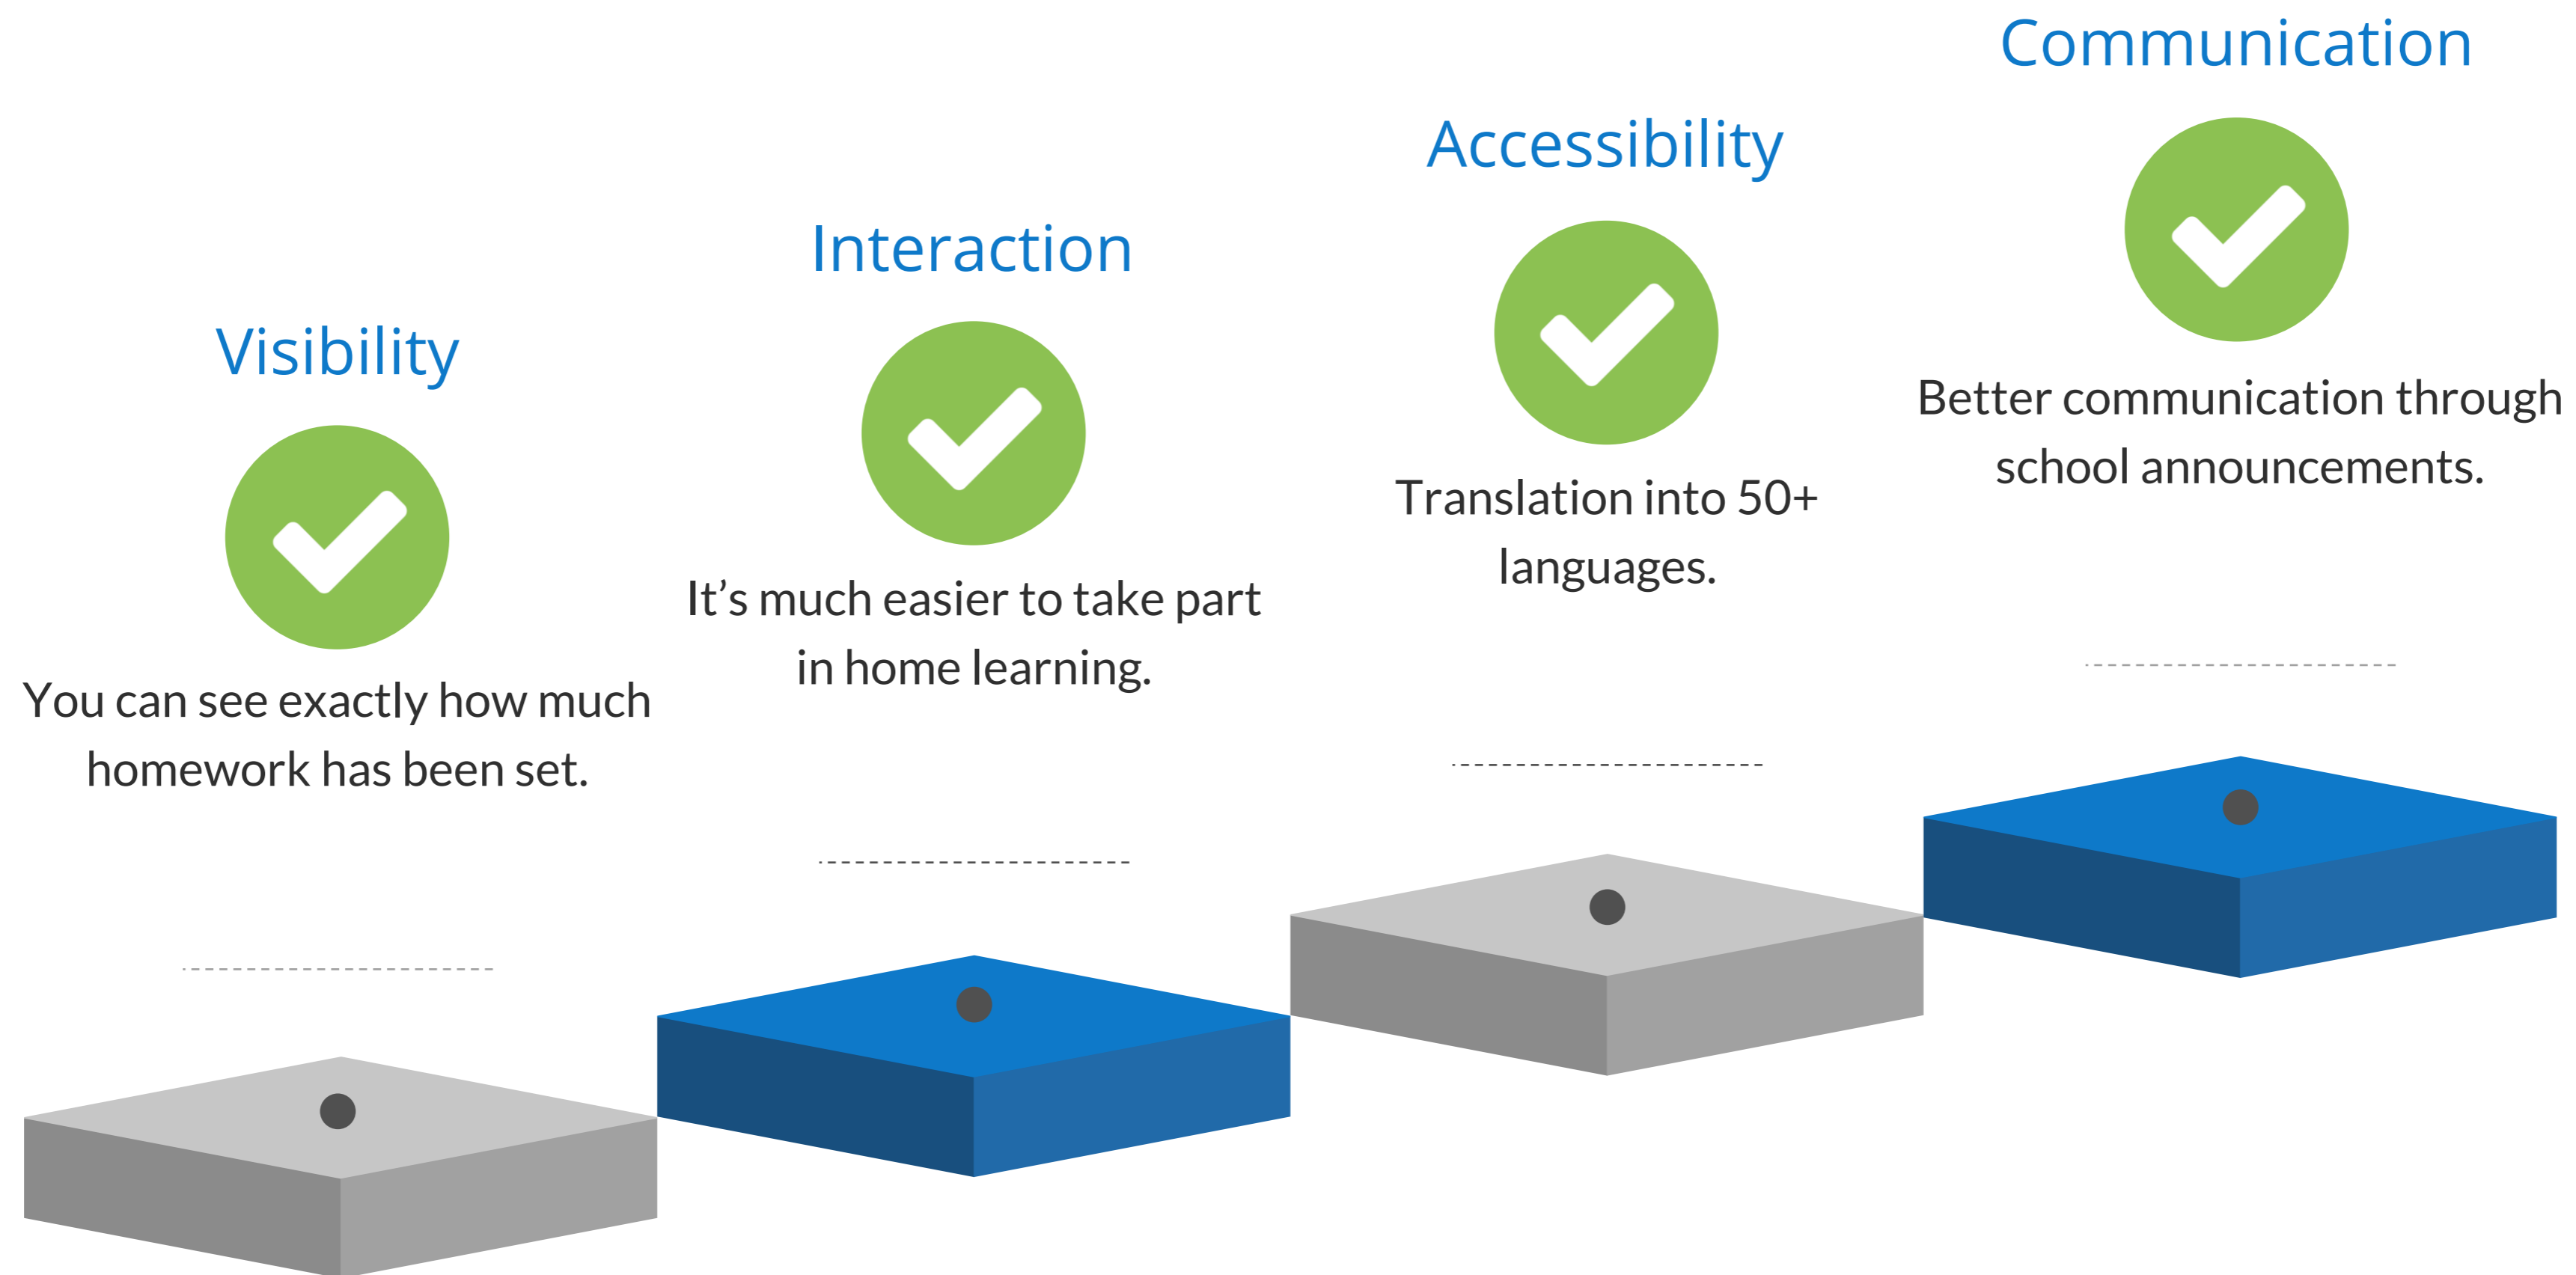 Visibility
You can see exactly how much
homework has been set.
Interaction
It’s much easier to take part
in home learning.
Accessibility
Translation into 50+
languages.
Communication
Better communication through
school announcements.